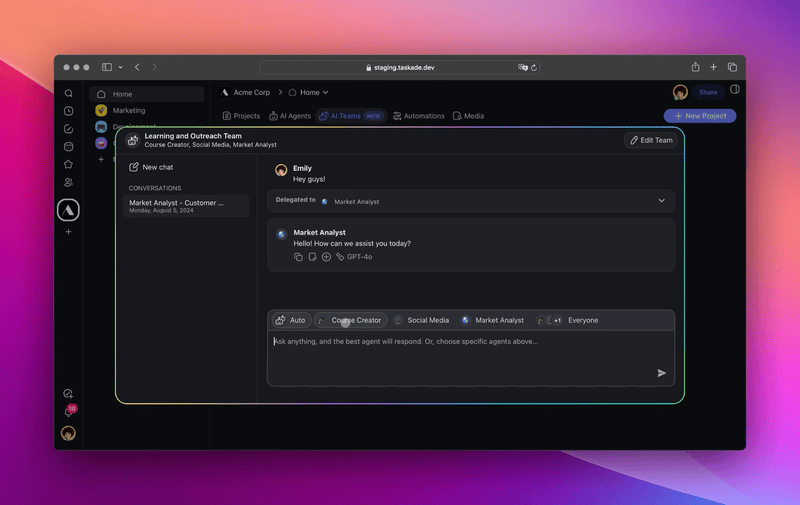 staging.taskade.dev
Home
Marketing
Acme Corp
Home
Share
Projects
AI Agents
AI Teams NEW
Automations
Media
New Project
Learning and Outreach Team
Course Creator, Social Media, Market Analyst
Edit Team
New chat
CONVERSATIONS
Market Analyst - Customer ...
Monday, August 5, 2024
Emily
Hey guys!
Delegated to
Market Analyst
Market Analyst
Hello! How can we assist you today?
GPT-4o
Auto
Course Creator
Social Media
Market Analyst
+1 Everyone
Ask anything, and the best agent will respond. Or, choose specific agents above...
10